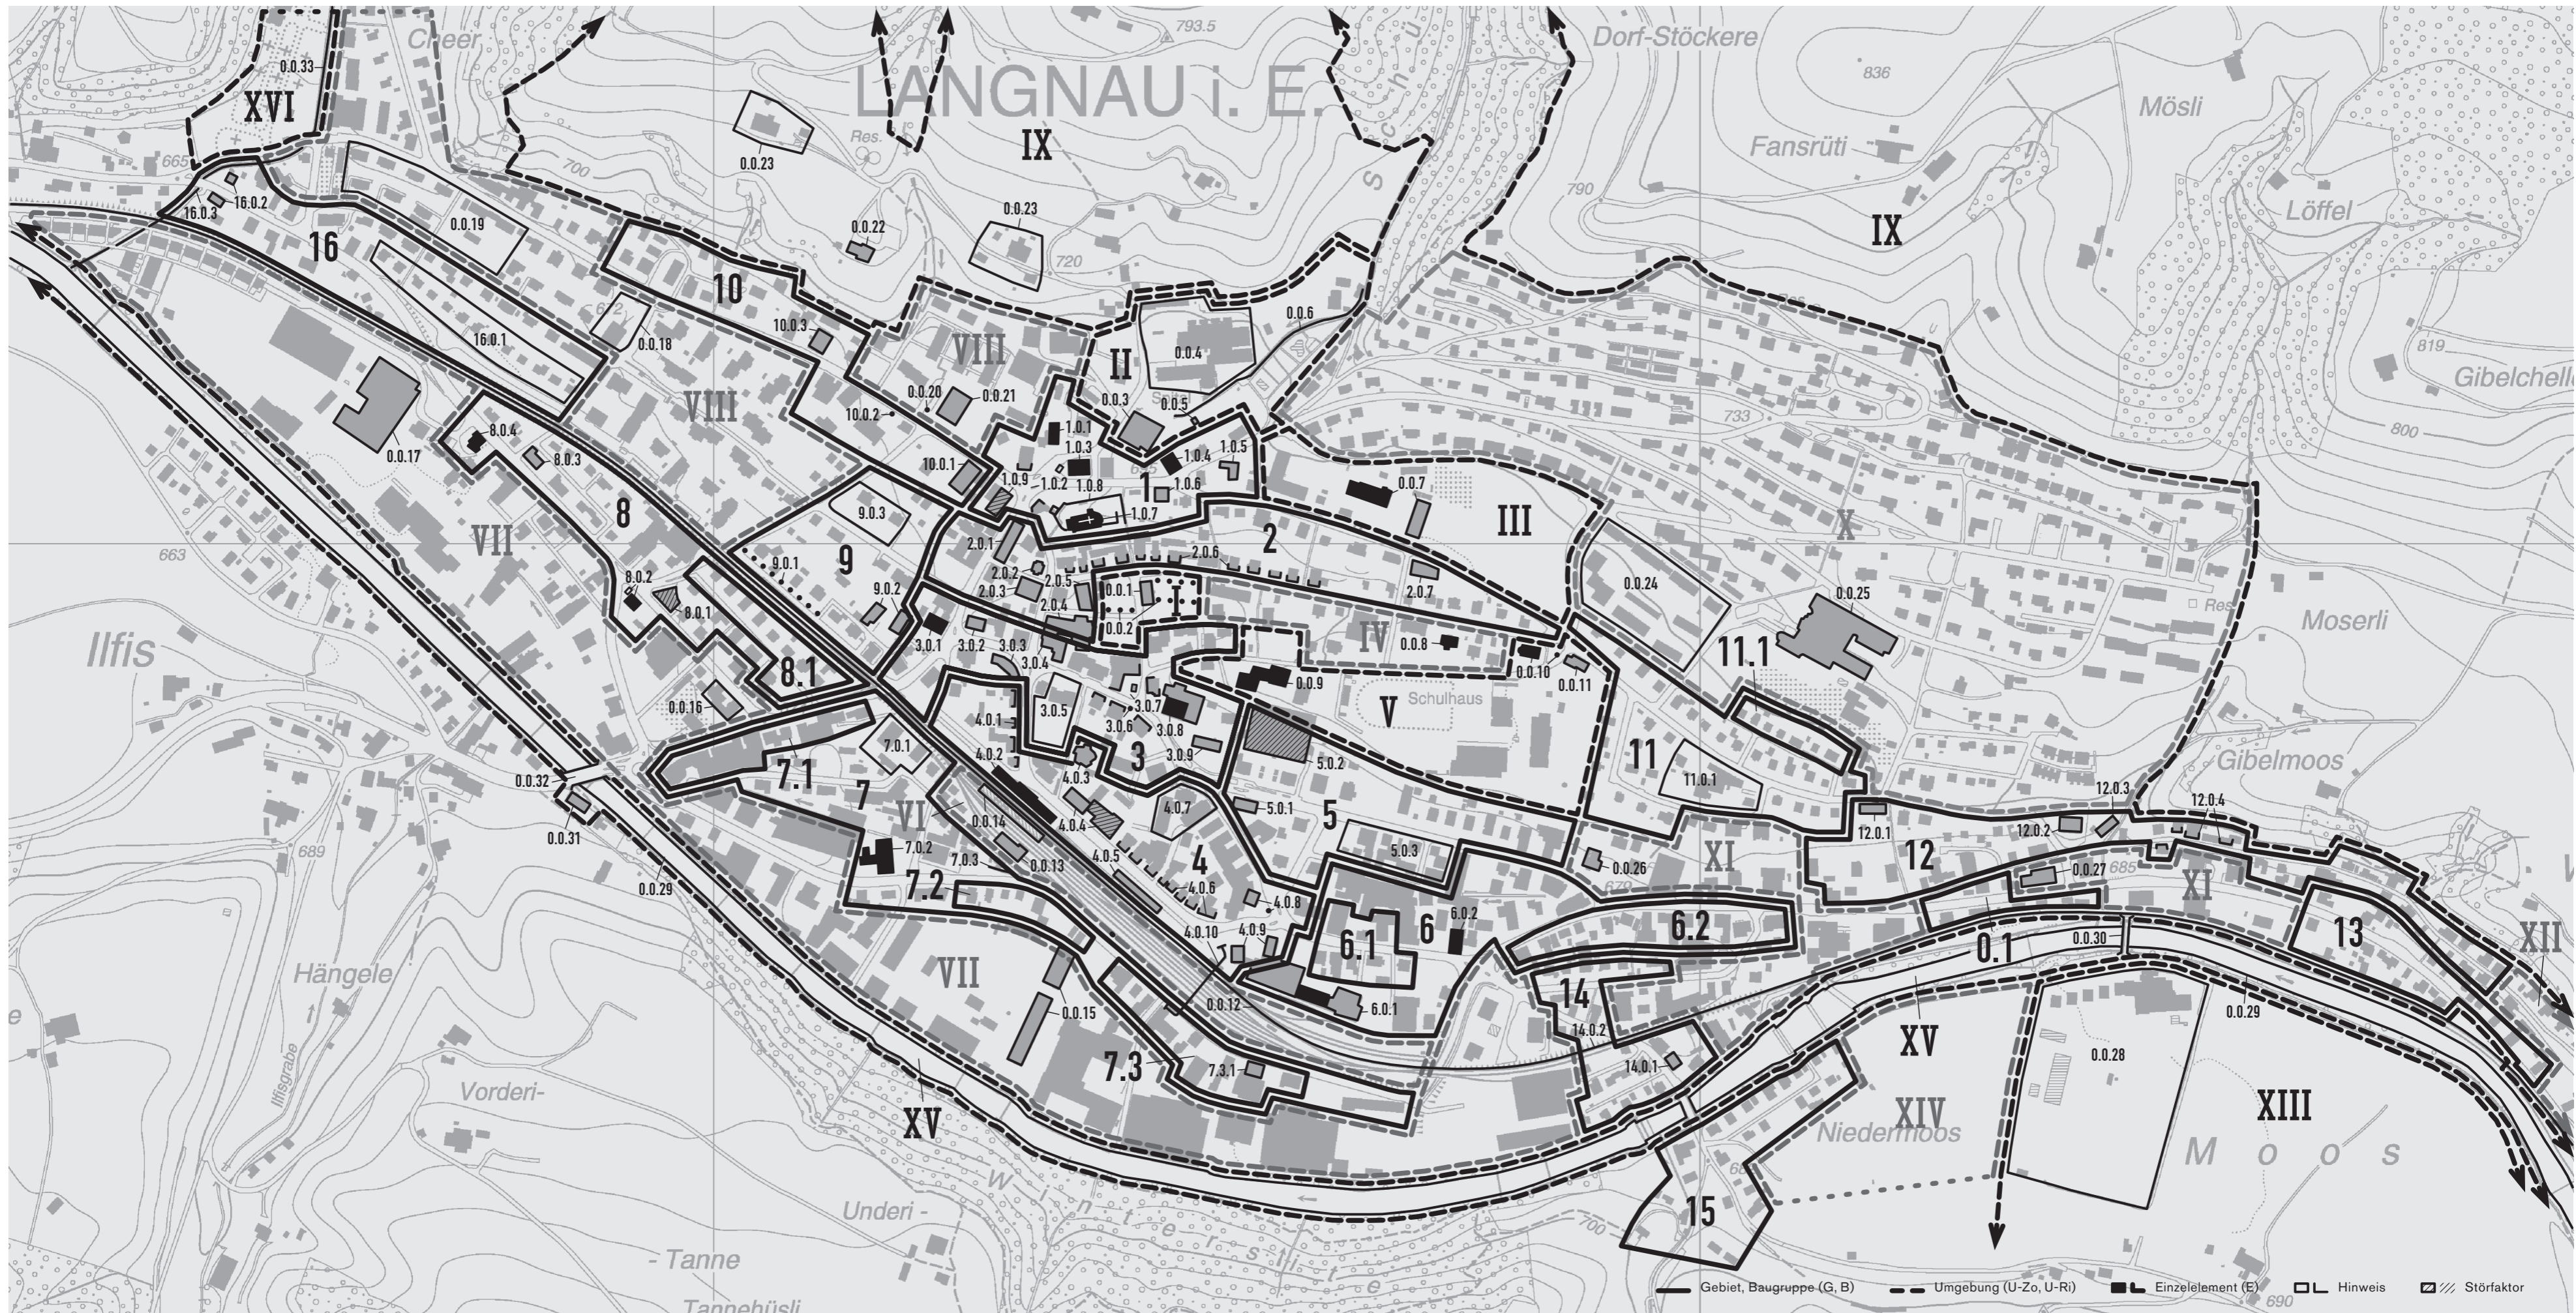 Cheer
793.5
Dorf-Stöckere
0.0.33
LANGNAU i. E.
836
XVI
Mösli
Res.
IX
Fansrüti
665
0.0.23
700
790
16.0.2
16.0.3
0.0.23
Löffel
0.0.19
0.0.22
IX
16
720
10
672
0.0.6
10.0.3
16.0.1
0.0.18
VIII
0.0.4
819
II
Gibelchelle
VIII
0.0.20
0.0.21
0.0.3
0.0.5
10.0.2
733
8.0.4
1.0.1
800
0.0.17
8.0.3
1.0.3
1.0.4
1.0.5
10.0.1
1.0.9
1.0.2
1.0.8
1
1.0.6
0.0.7
8
9.0.3
1.0.7
III
X
VII
2.0.1
2
663
9
2.0.6
9.0.1
8.0.2
2.0.2
2.0.5
2.0.7
0.0.24
9.0.2
2.0.3
0.0.1
I
0.0.25
Res.
8.0.1
2.0.4
Moserli
0.0.2
3.0.1
3.0.2
3.0.3
IV
0.0.8
Ilfis
3.0.4
0.0.10
11.1
8.1
0.0.11
0.0.9
0.0.16
Schulhaus
3.0.5
3.0.7
V
4.0.1
3.0.6
3.0.8
7.0.1
3
3.0.9
11
4.0.2
5.0.2
Gibelmoos
0.0.32
7.1
4.0.3
11.0.1
7
4.0.7
5.0.1
12.0.3
12.0.4
VI
0.0.14
5
0.0.31
4.0.4
12.0.1
12.0.2
7.0.2
689
5.0.3
7.0.3
0.0.13
4.0.5
4
XI
12
0.0.26
0.0.27
685
0.0.29
7.2
4.0.6
679
XI
4.0.8
6
6.0.2
6.2
13
4.0.10
4.0.9
6.1
0.0.30
0.1
XII
Hängele
VII
14
0.0.12
6.0.1
0.0.29
0.0.15
14.0.2
XV
7.3
14.0.1
0.0.28
Ilfisgrabe
7.3.1
Vorderi-
XV
XIV
XIII
Niedermoos
Moos
Underi -
Wintersite
15
700
- Tanne
Gebiet, Baugruppe (G, B)
Umgebung (U-Zo, U-Ri)
Einzelelement (E)
Hinweis
Störfaktor
Tannehüsli
690